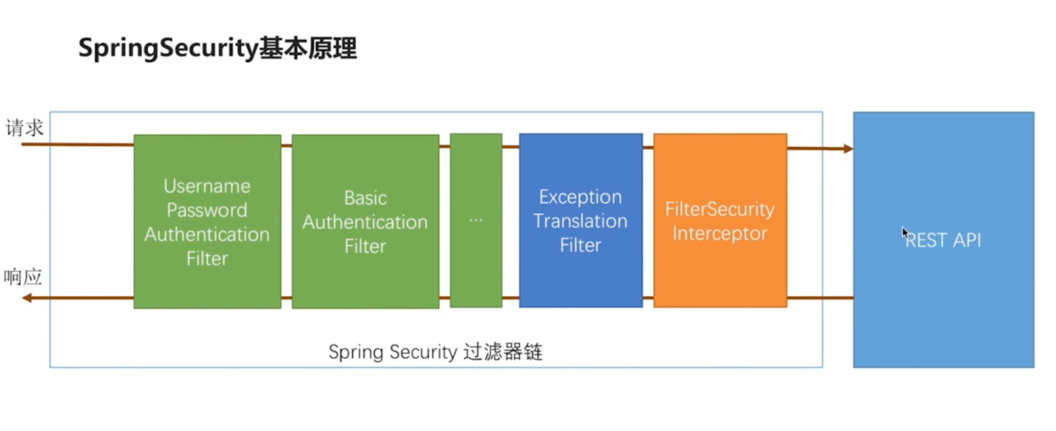 SpringSecurity基本原理
请求
响应
Username
Password
Authentication
Filter
Basic
Authentication
Filter
...
Exception
Translation
Filter
FilterSecurity
Interceptor
REST API
Spring Security 过滤器链